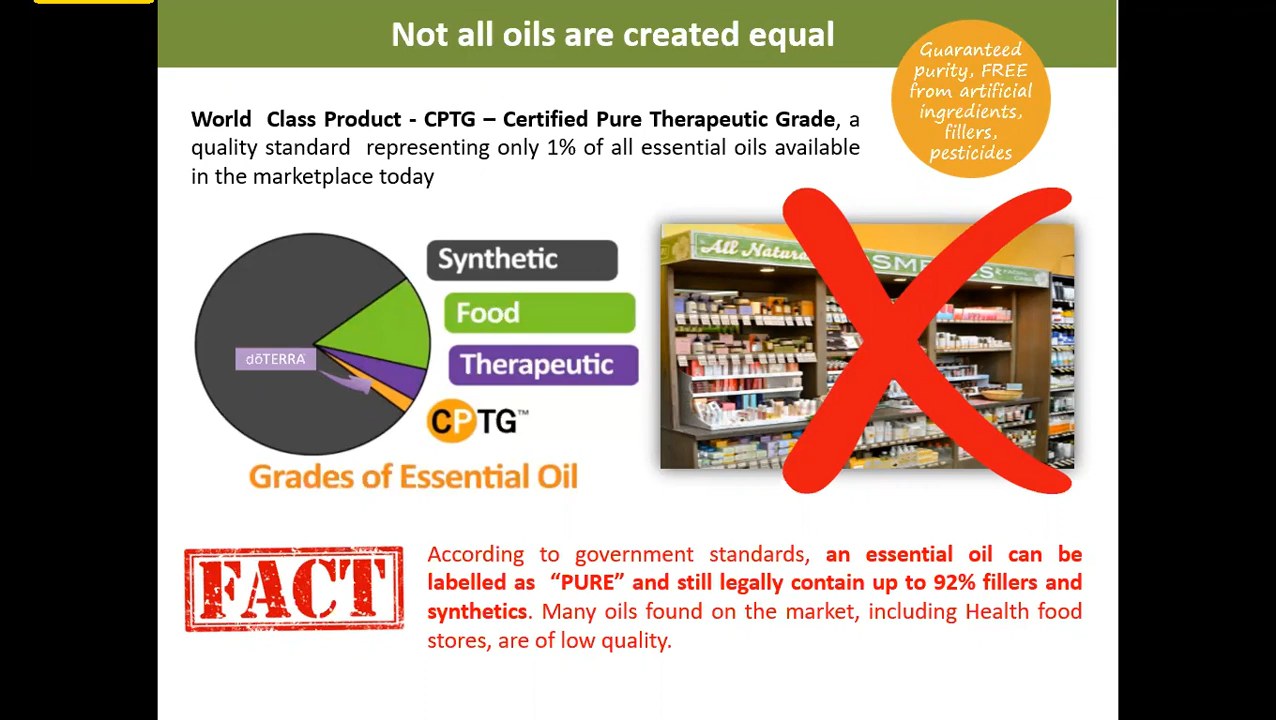 Not all oils are created equal
Guaranteed
purity, FREE
from artificial
ingredients,
fillers,
pesticides
World Class Product - CPTG – Certified Pure Therapeutic Grade, a
quality standard representing only 1% of all essential oils available
in the marketplace today
Synthetic
Food
Therapeutic
CPTG™
dōTERRA
Grades of Essential Oil
All Natural
FACT
According to government standards, an essential oil can be
labelled as “PURE” and still legally contain up to 92% fillers and
synthetics. Many oils found on the market, including Health food
stores, are of low quality.